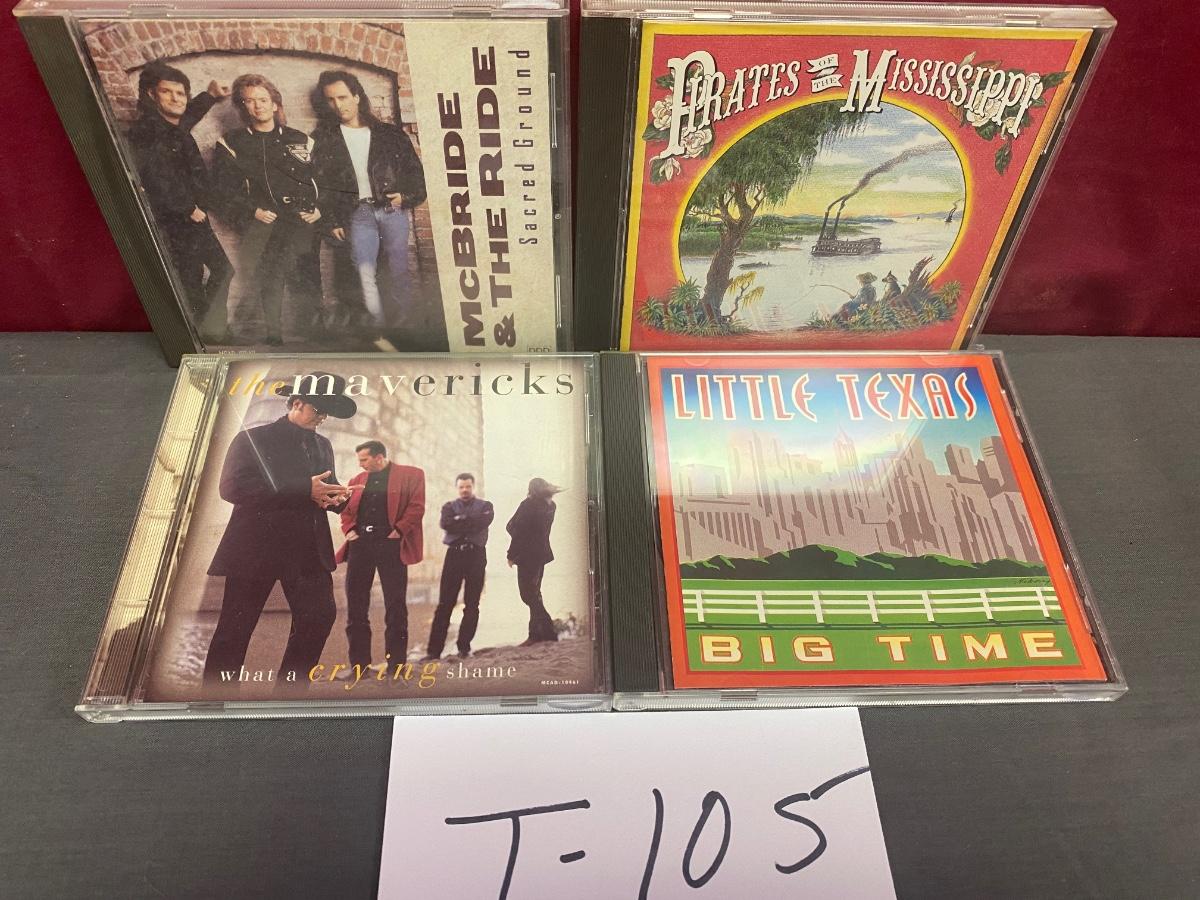 McBRIDE
& THE RIDE
Sacred Ground
DDD
PIRATES OF THE MISSISSIPPI
the mavericks
what a crying shame
MCAD-10961
LITTLE TEXAS
BIG TIME
T-105